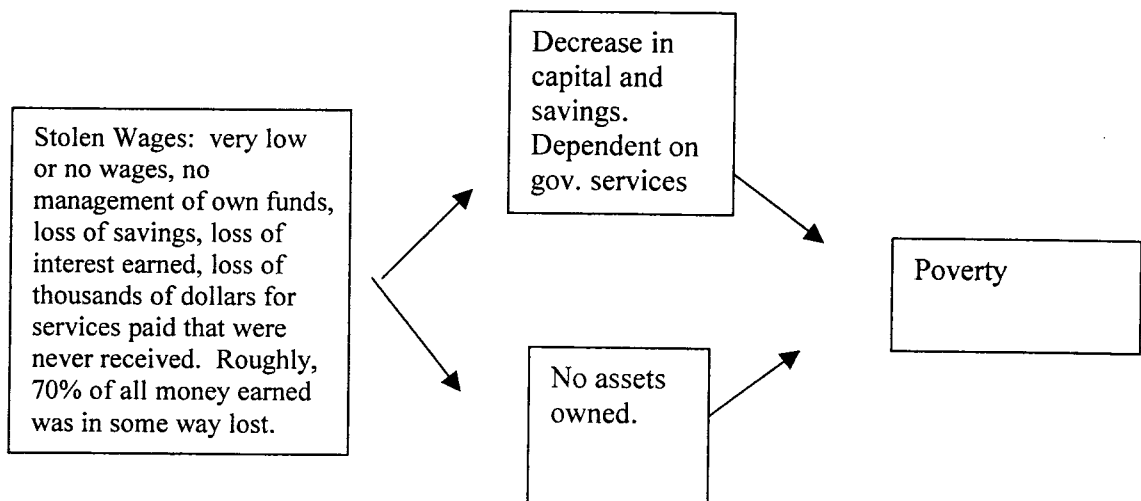 Stolen Wages: very low
or no wages, no
management of own funds,
loss of savings, loss of
interest earned, loss of
thousands of dollars for
services paid that were
never received. Roughly,
70% of all money earned
was in some way lost.
Decrease in
capital and
savings.
Dependent on
gov. services
No assets
owned.
Poverty